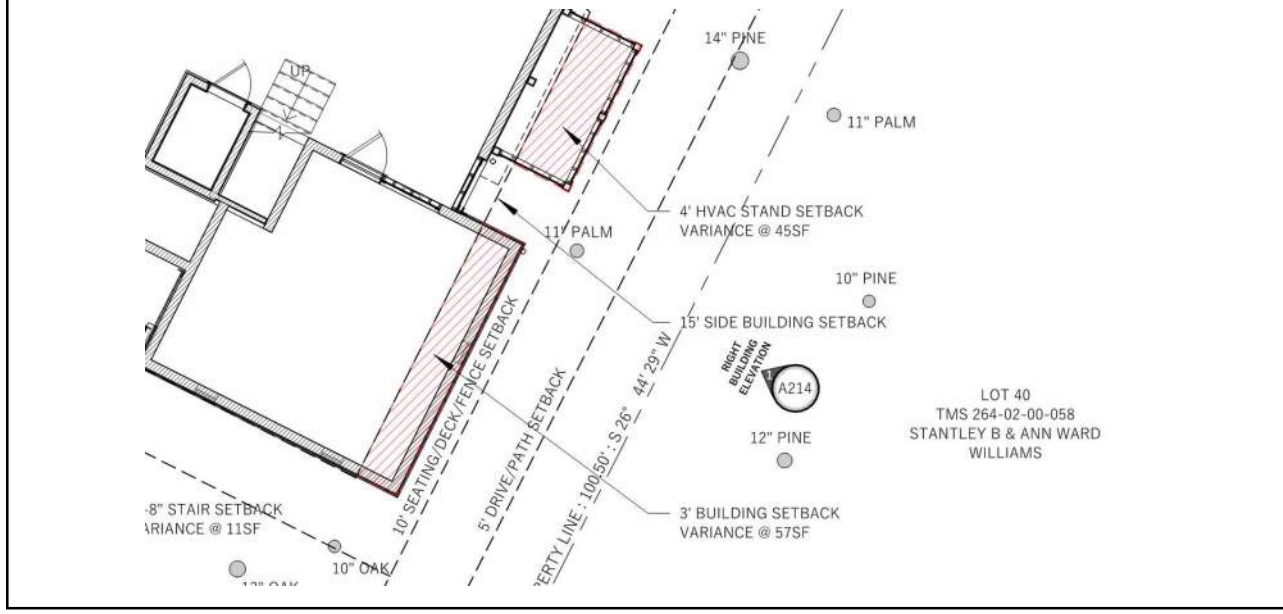 14" PINE
UP
11" PALM
4' HVAC STAND SETBACK
VARIANCE @ 45SF
11" PALM
10" PINE
15' SIDE BUILDING SETBACK
RIGHT
BUILDING
ELEVATION
1
A214
LOT 40
TMS 264-02-00-058
STANTLEY B & ANN WARD
WILLIAMS
12" PINE
10' SEATING/DECK/FENCE SETBACK
5' DRIVE/PATH SETBACK
PERTY LINE : 100.50' : S 26° 44' 29" W
3' BUILDING SETBACK
VARIANCE @ 57SF
-8" STAIR SETBACK
ARIANCE @ 11SF
10" OAK